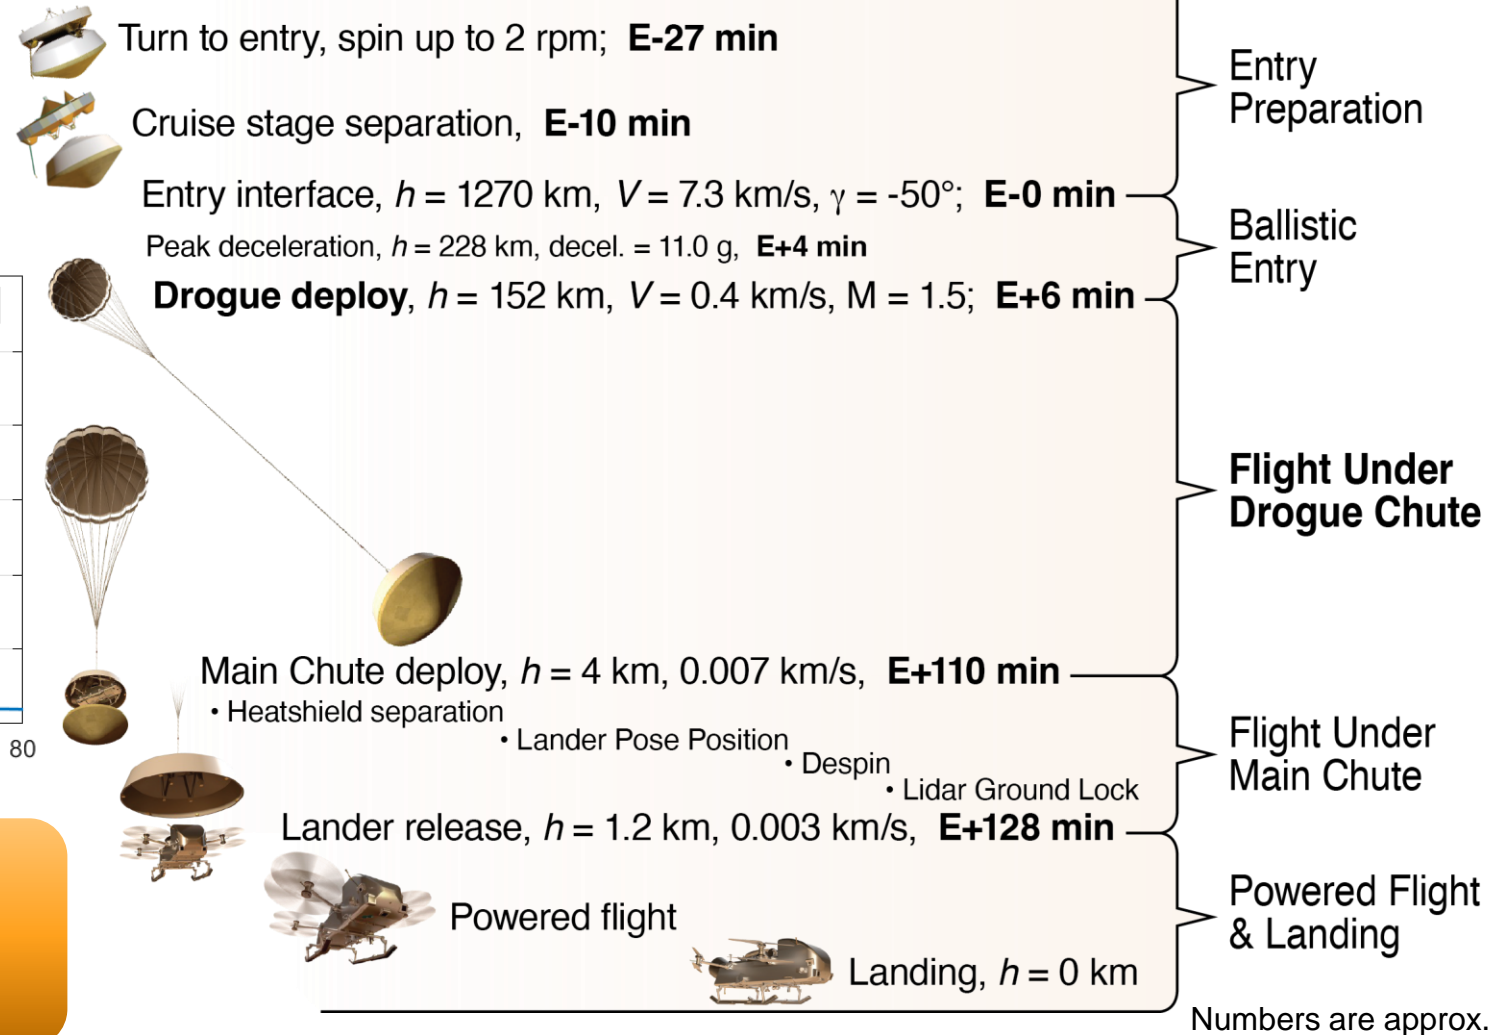 Turn to entry, spin up to 2 rpm; E-27 min
Entry
Preparation
Cruise stage separation, E-10 min
Entry interface, h = 1270 km, V = 7.3 km/s, γ = -50°; E-0 min
Ballistic
Entry
Peak deceleration, h = 228 km, decel. = 11.0 g, E+4 min
Drogue deploy, h = 152 km, V = 0.4 km/s, M = 1.5; E+6 min
Flight Under
Drogue Chute
Main Chute deploy, h = 4 km, 0.007 km/s, E+110 min
• Heatshield separation
• Lander Pose Position
• Despin
• Lidar Ground Lock
Flight Under
Main Chute
80
Lander release, h = 1.2 km, 0.003 km/s, E+128 min
Powered flight
Powered Flight
& Landing
Landing, h = 0 km
Numbers are approx.